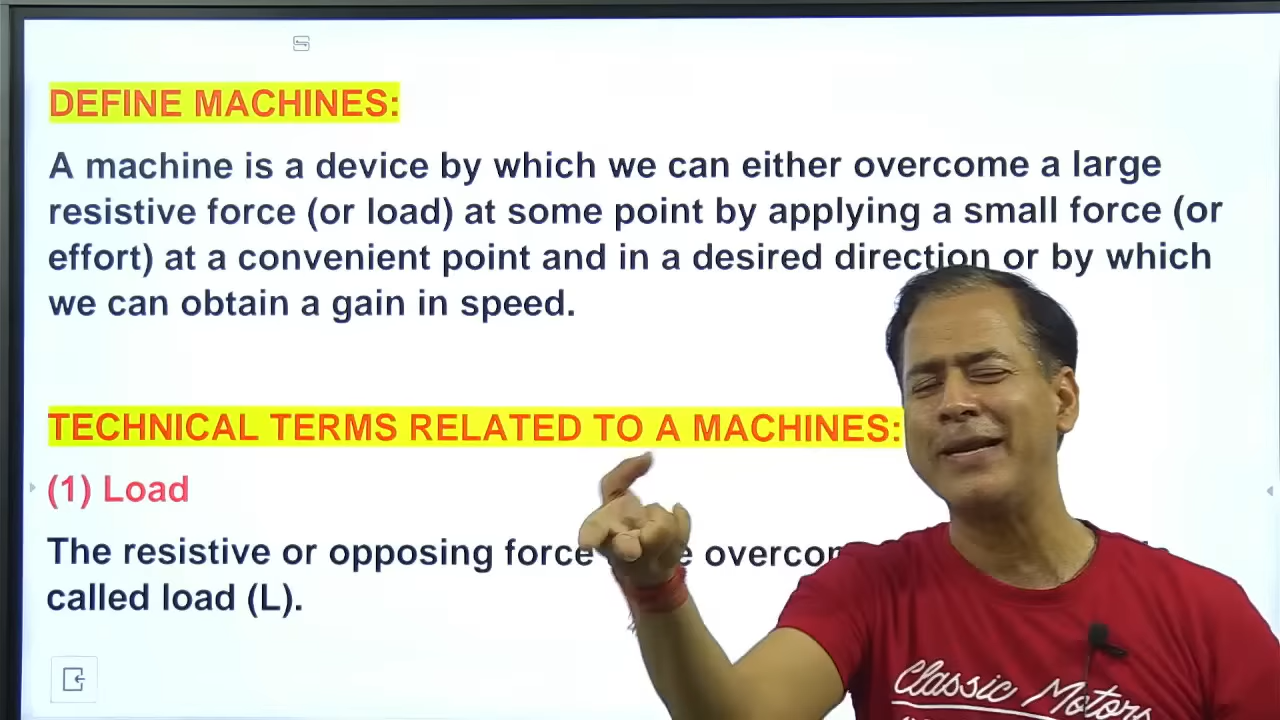 DEFINE MACHINES:
A machine is a device by which we can either overcome a large
resistive force (or load) at some point by applying a small force (or
effort) at a convenient point and in a desired direction or by which
we can obtain a gain in speed.
TECHNICAL TERMS RELATED TO A MACHINES:
(1) Load
The resistive or opposing force
called load (L).
Classic Motors